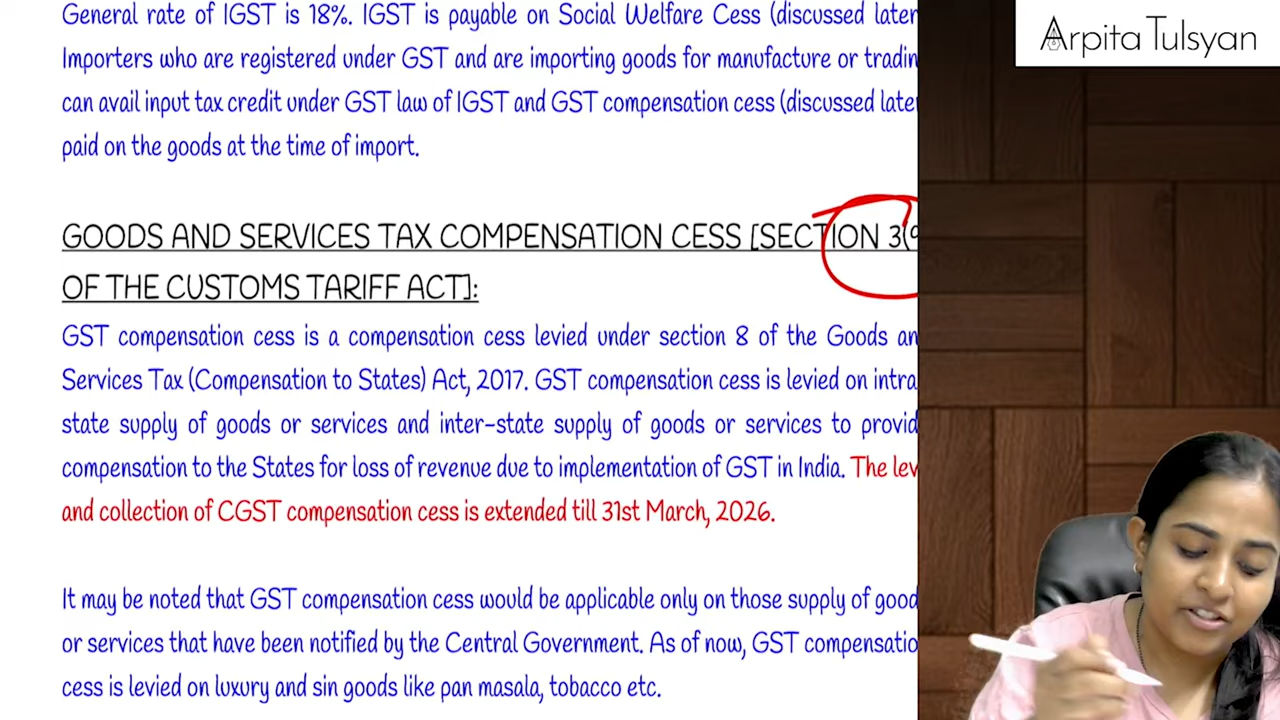 General rate of IGST is 18%. IGST is payable on Social Welfare Cess (discussed later
Importers who are registered under GST and are importing goods for manufacture or tradin
can avail input tax credit under GST law of IGST and GST compensation cess (discussed late
paid on the goods at the time of import.
GOODS AND SERVICES TAX COMPENSATION CESS [SECTION 3(9
OF THE CUSTOMS TARIFF ACT]:
GST compensation cess is a compensation cess levied under section 8 of the Goods an
Services Tax (Compensation to States) Act, 2017. GST compensation cess is levied on intra
state supply of goods or services and inter-state supply of goods or services to provid
compensation to the States for loss of revenue due to implementation of GST in India. The lev
and collection of CGST compensation cess is extended till 31st March, 2026.
It may be noted that GST compensation cess would be applicable only on those supply of good
or services that have been notified by the Central Government. As of now, GST compensatio
cess is levied on luxury and sin goods like pan masala, tobacco etc.
Arpita Tulsyan